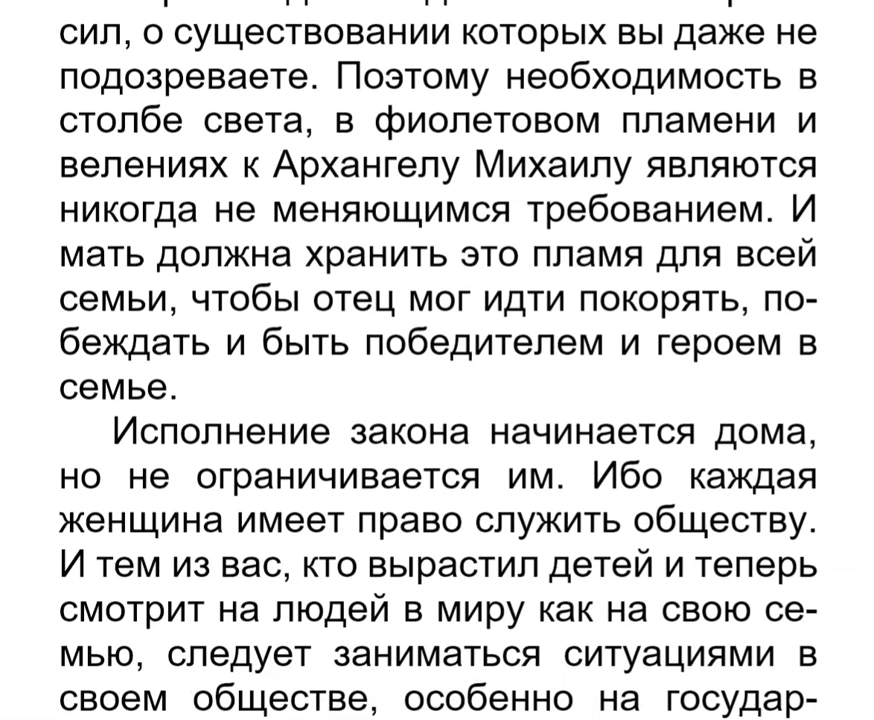 сил, о существовании которых вы даже не
подозреваете. Поэтому необходимость в
столбе света, в фиолетовом пламени и
велениях к Архангелу Михаилу являются
никогда не меняющимся требованием. И
мать должна хранить это пламя для всей
семьи, чтобы отец мог идти покорять, по-
беждать и быть победителем и героем в
семье.
Исполнение закона начинается дома,
но не ограничивается им. Ибо каждая
женщина имеет право служить обществу.
И тем из вас, кто вырастил детей и теперь
смотрит на людей в миру как на свою се-
мью, следует заниматься ситуациями в
своем обществе, особенно на государ-